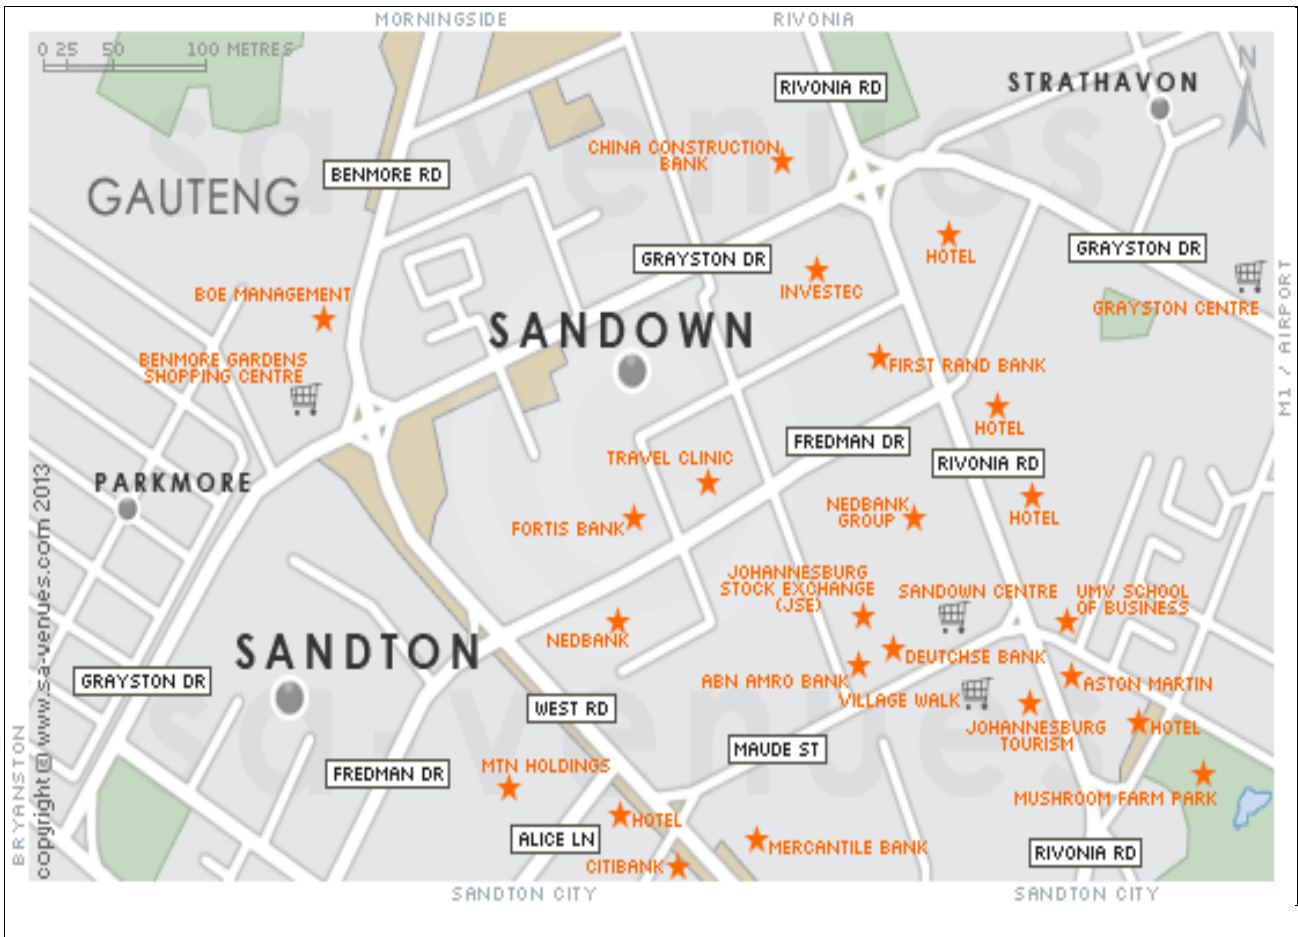 MORNINGSIDE
RIVONIA
0 25 50 100 METRES
N
STRATHAVON
RIVONIA RD
sa-venues
CHINA CONSTRUCTION
BANK
BENMORE RD
GAUTENG
GRAYSTON DR
HOTEL
GRAYSTON DR
INVESTEC
BOE MANAGEMENT
GRAYSTON CENTRE
M1 / AIRPORT
SANDOWN
BENMORE GARDENS
SHOPPING CENTRE
FIRST RAND BANK
HOTEL
FREDMAN DR
TRAVEL CLINIC
RIVONIA RD
PARKMORE
FORTIS BANK
NEDBANK
GROUP
HOTEL
JOHANNESBURG
STOCK EXCHANGE
(JSE)
SANDOWN CENTRE
UMV SCHOOL
OF BUSINESS
NEDBANK
SANDTON
DEUTCHSE BANK
GRAYSTON DR
ABN AMRO BANK
ASTON MARTIN
VILLAGE WALK
sa-venues
WEST RD
JOHANNESBURG
TOURISM
HOTEL
MAUDE ST
FREDMAN DR
MTN HOLDINGS
MUSHROOM FARM PARK
HOTEL
ALICE LN
MERCANTILE BANK
RIVONIA RD
CITIBANK
BRYANSTON
copyright © www.sa-venues.com 2013
SANDTON CITY
SANDTON CITY